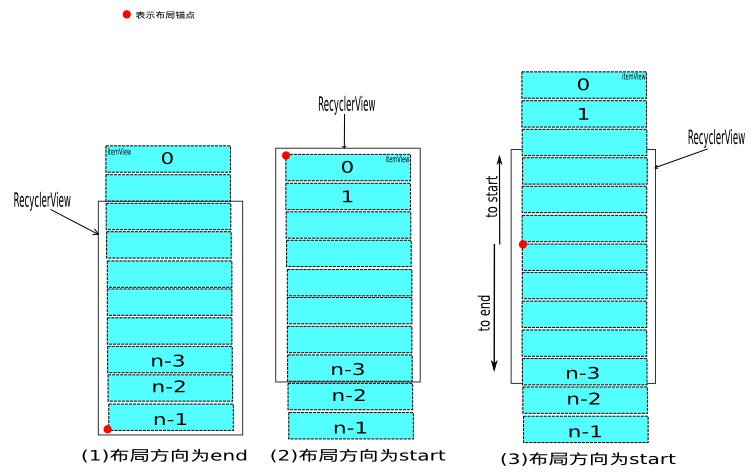 表示布局锚点
itemView
0
RecyclerView
n-3
n-2
n-1
(1)布局方向为end
RecyclerView
itemView
0
1
n-3
n-2
n-1
(2)布局方向为start
itemView
0
1
RecyclerView
to start
to end
n-3
n-2
n-1
(3)布局方向为start